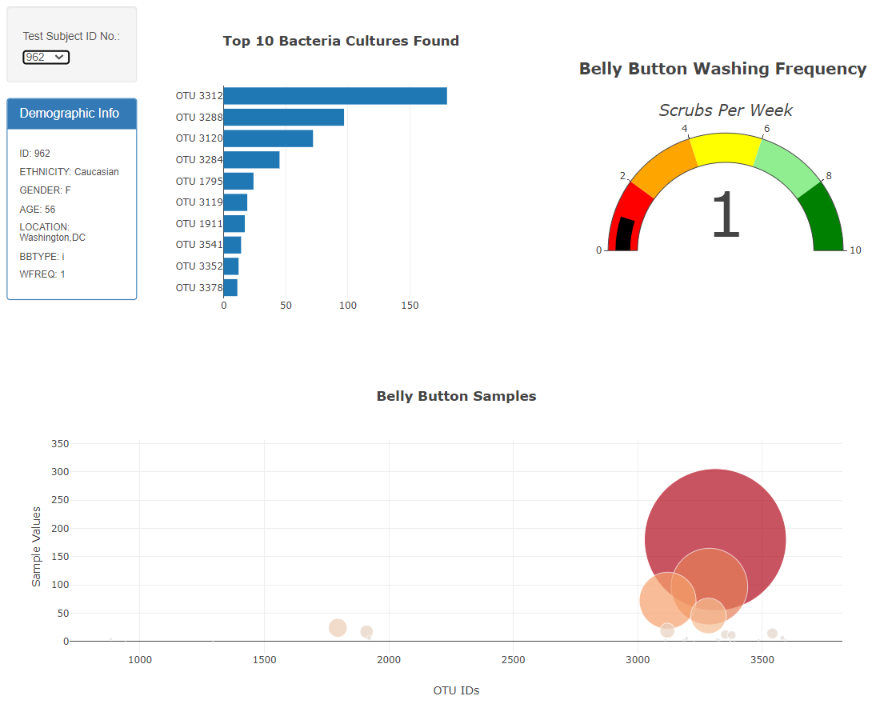 Test Subject ID No.:
962
Demographic Info
ID: 962
ETHNICITY: Caucasian
GENDER: F
AGE: 56
LOCATION:
Washington,DC
BBTYPE: i
WFREQ: 1
Top 10 Bacteria Cultures Found
OTU 3312
OTU 3288
OTU 3120
OTU 3284
OTU 1795
OTU 3119
OTU 1911
OTU 3541
OTU 3352
OTU 3378
0 50 100 150
Belly Button Washing Frequency
Scrubs Per Week
4 6
2 8
1
0 10
Belly Button Samples
350
300
250
200
150
100
50
0
Sample Values
1000 1500 2000 2500 3000 3500
OTU IDs